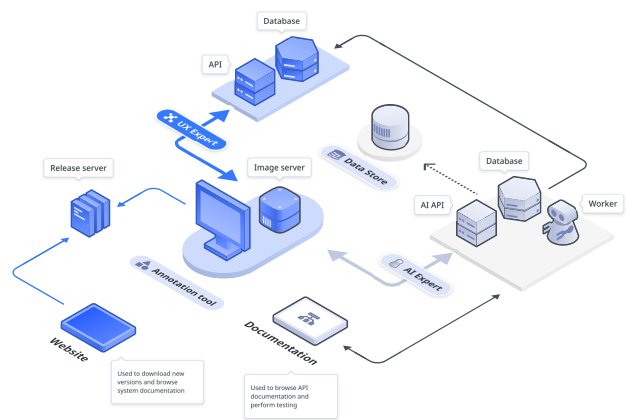 Database
API
UX Expert
Data Store
Release server
Image server
Database
AI API
Worker
AI Expert
Annotation tool
Website
Documentation
Used to download new
versions and browse
system documentation
Used to browse API
documentation and
perform testing